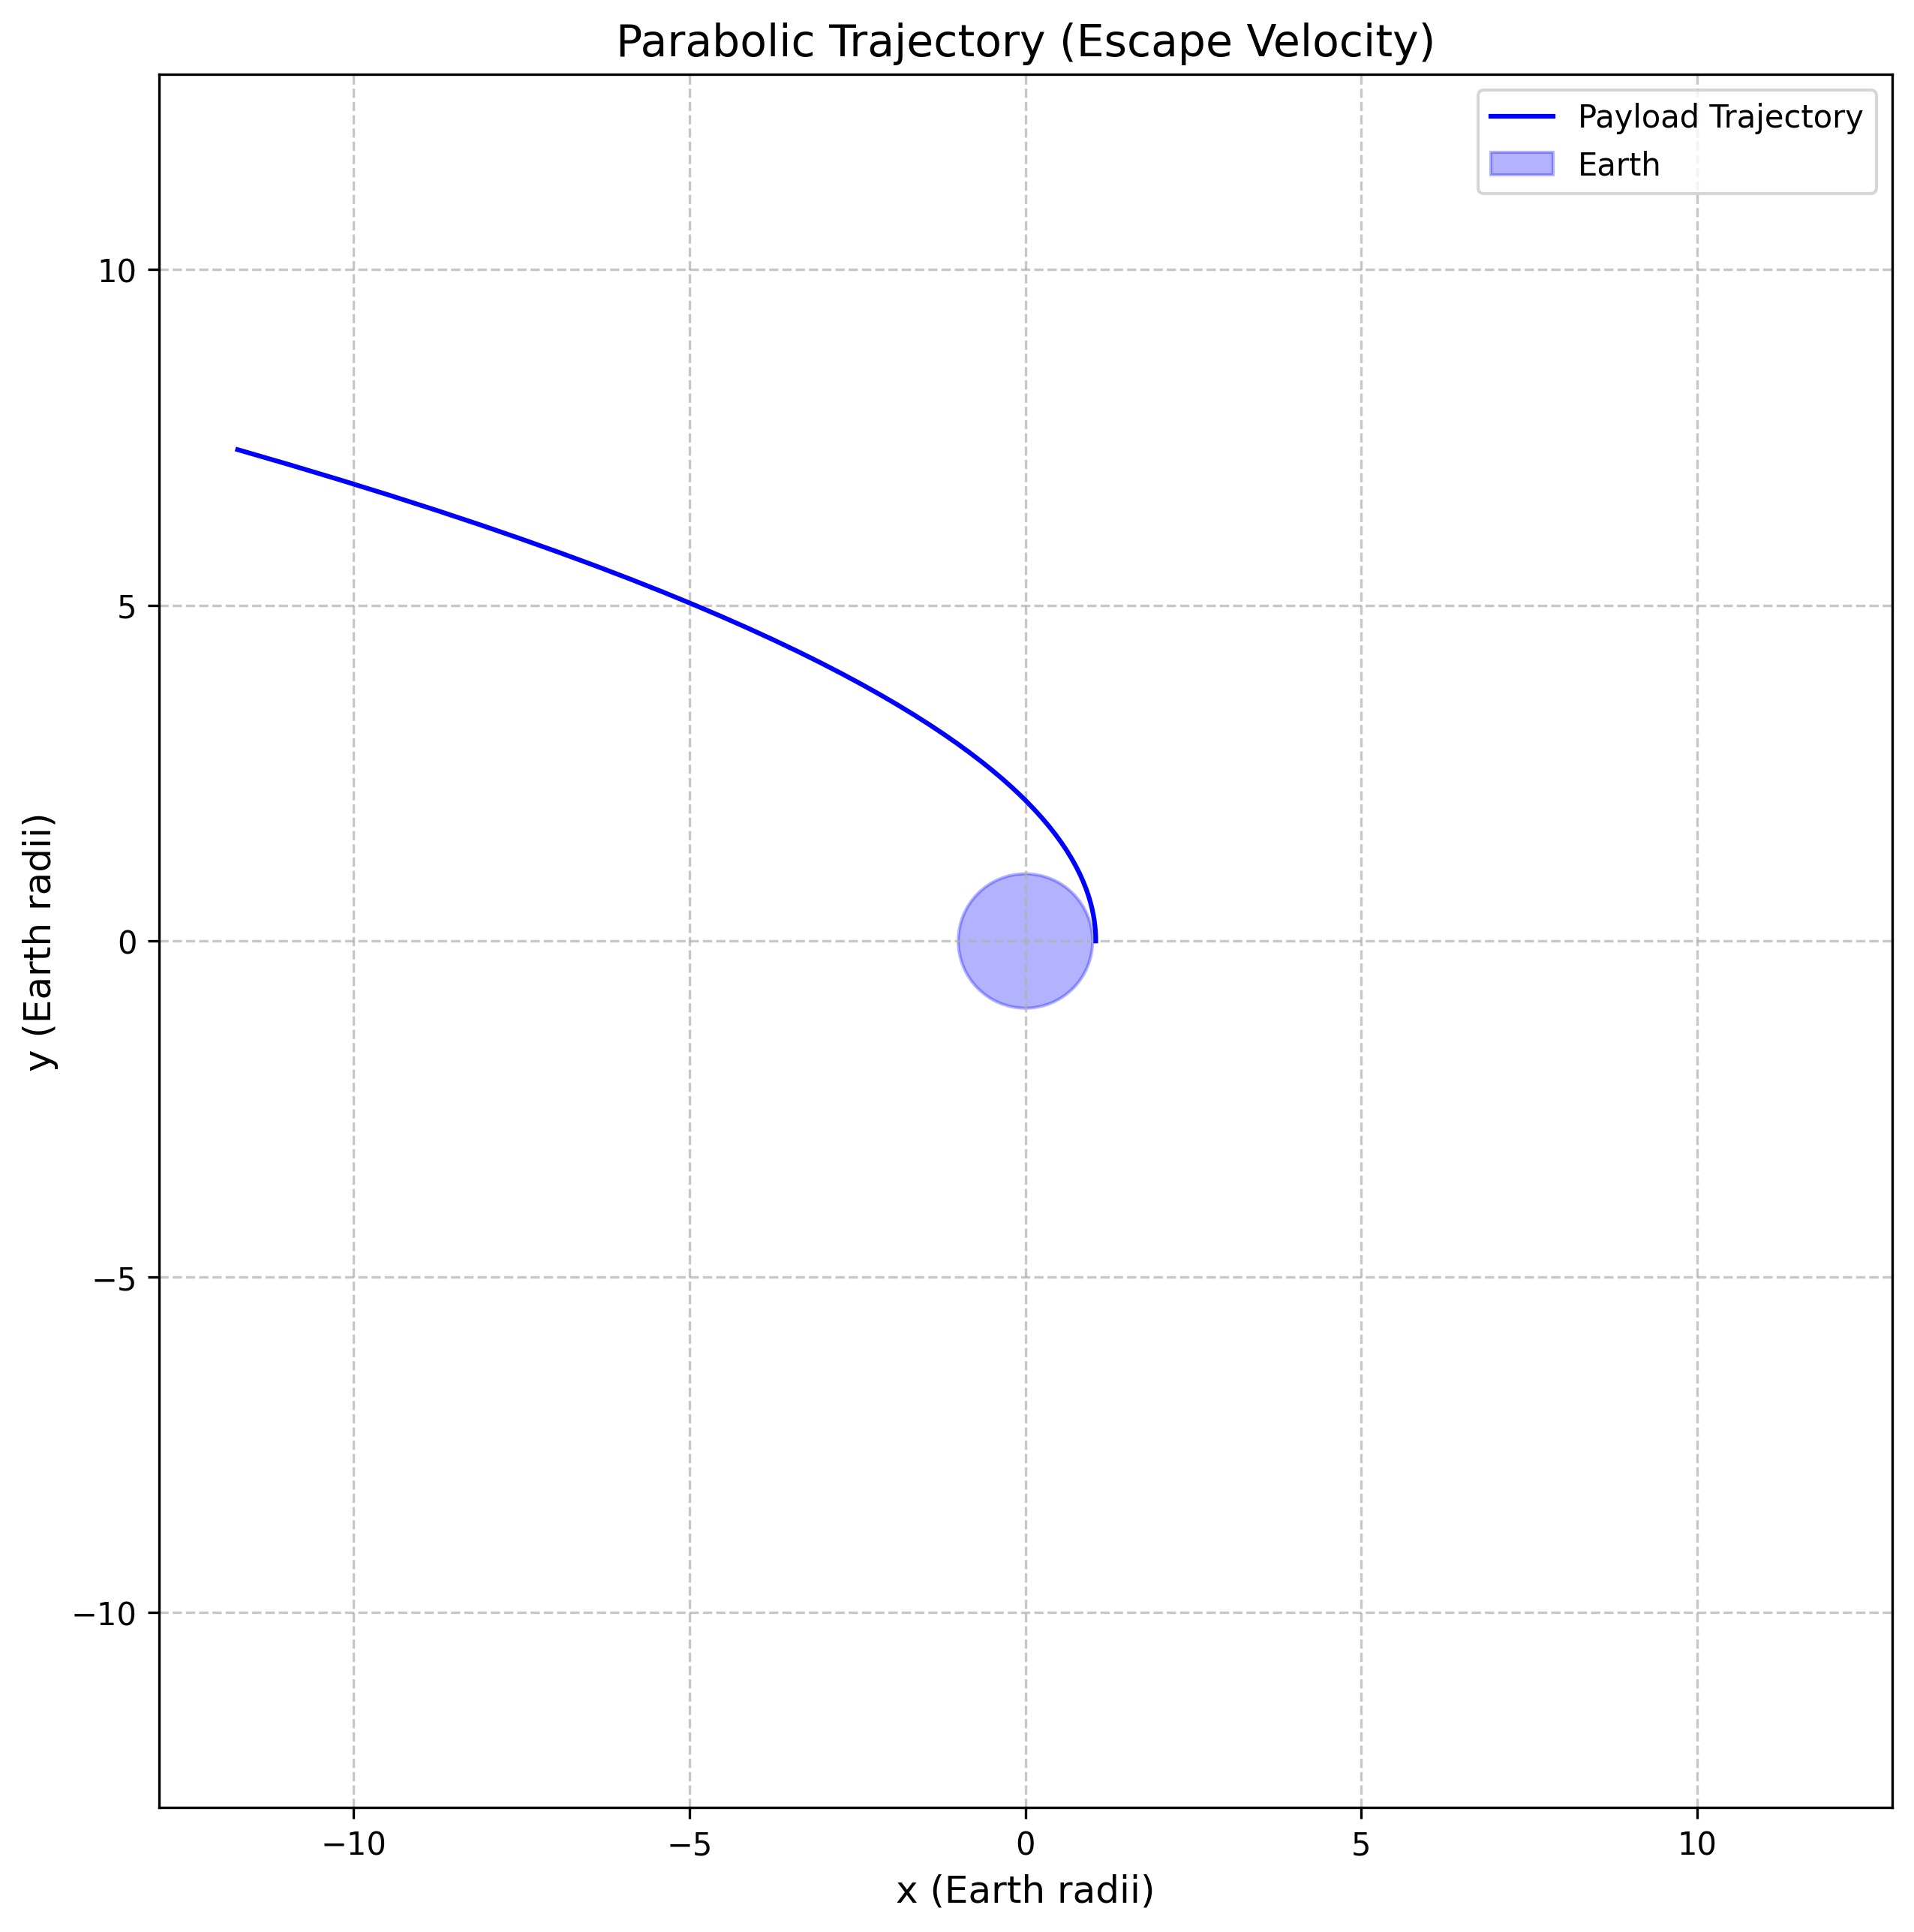 Parabolic Trajectory (Escape Velocity)
Payload Trajectory
Earth
10
5
0
−5
−10
y (Earth radii)
−10
−5
0
5
10
x (Earth radii)